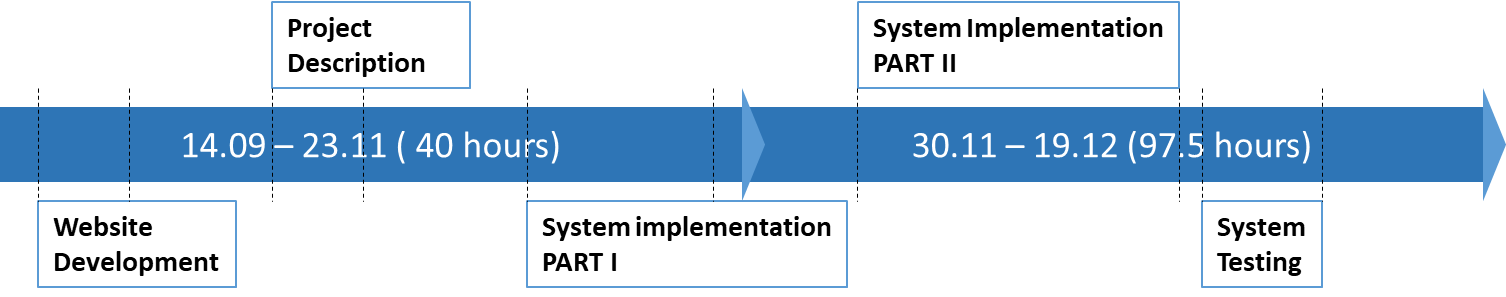 Project
Description
System Implementation
PART II
14.09 – 23.11 ( 40 hours)
30.11 – 19.12 (97.5 hours)
Website
Development
System implementation
PART I
System
Testing